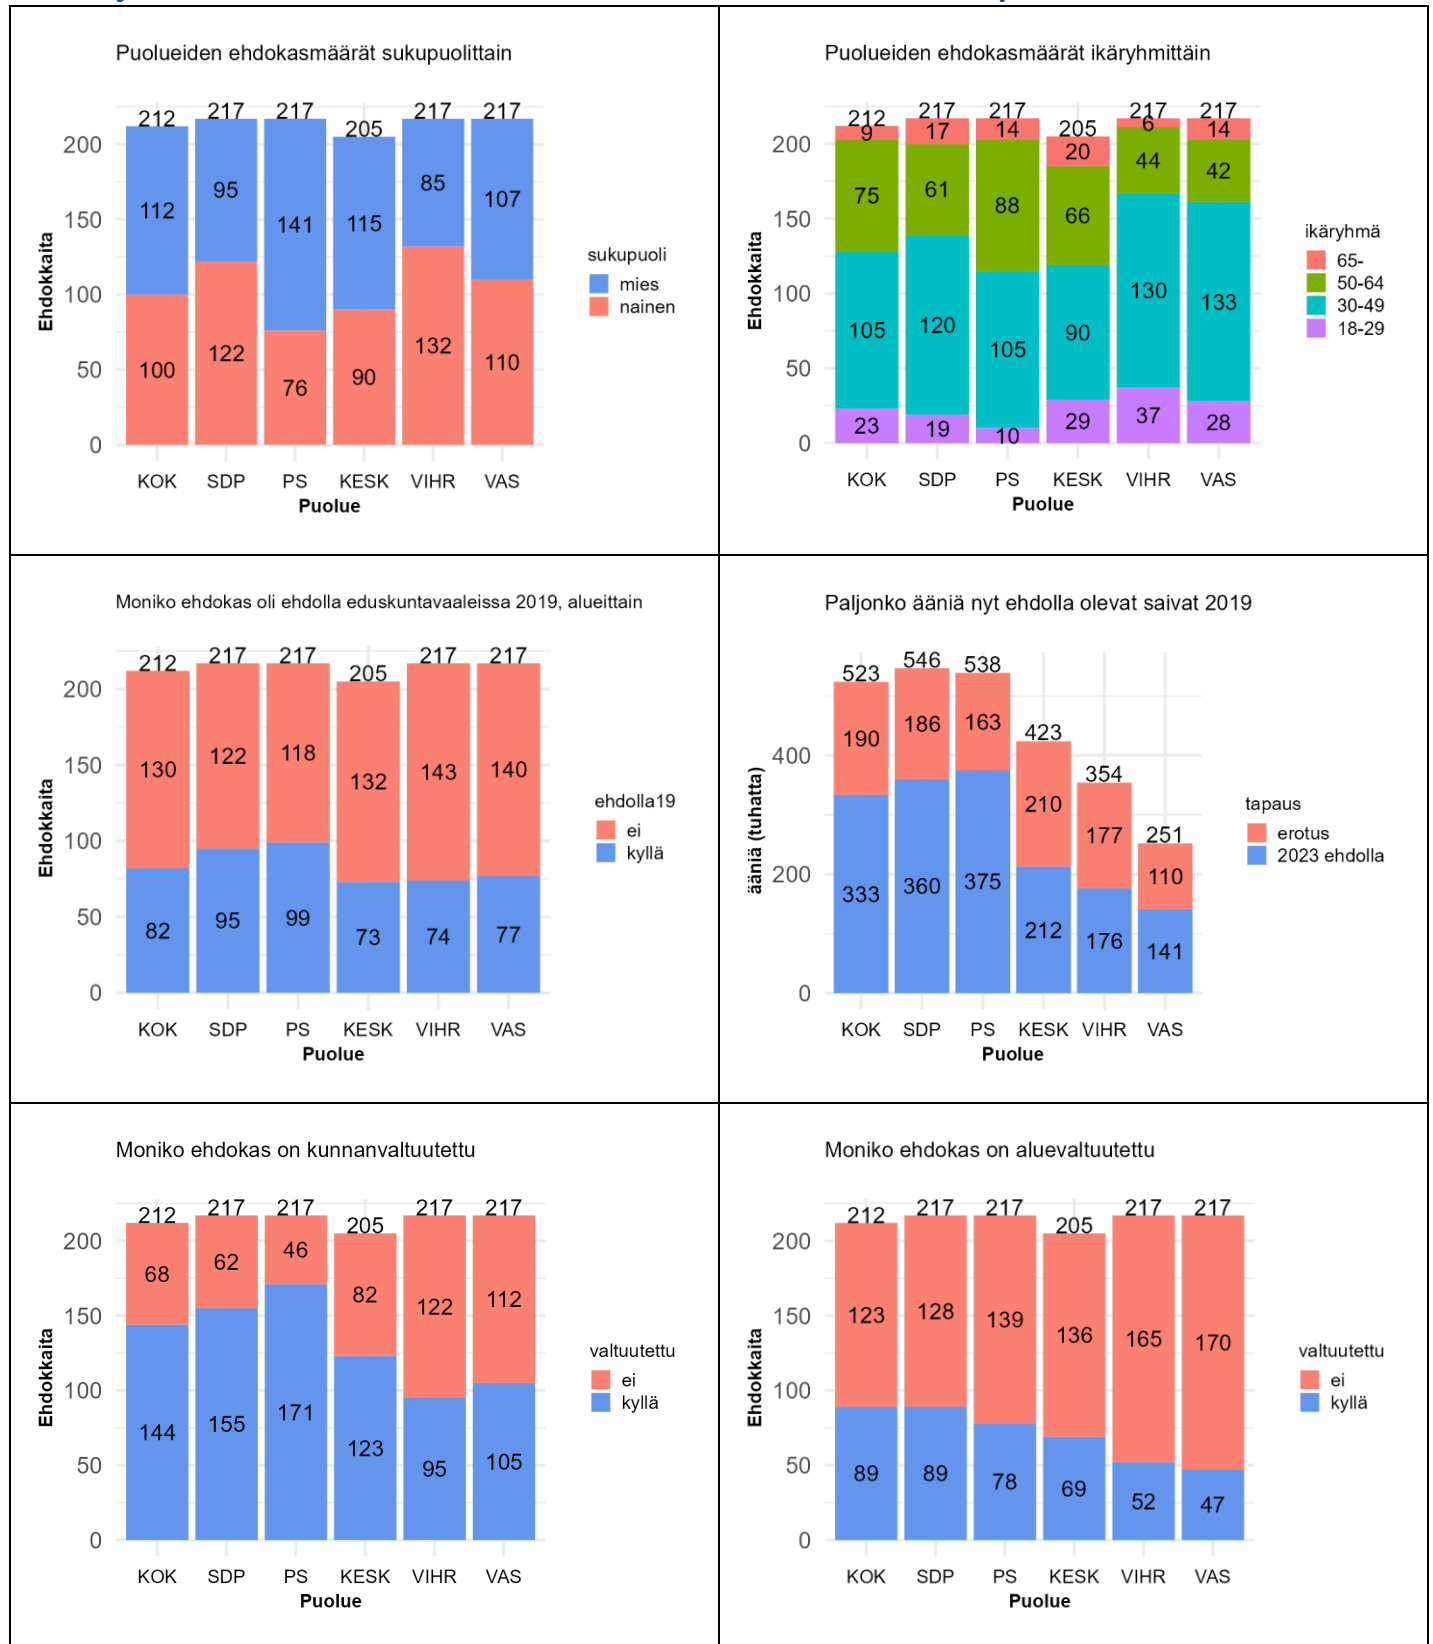 Puolueiden ehdokasmäärät sukupuolittain
212 217 217 205 217 217
112 95 141 115 85 107
100 122 76 90 132 110
200
150
100
50
0
Ehdokkaita
KOK SDP PS KESK VIHR VAS
Puolue
sukupuoli
mies
nainen
Puolueiden ehdokasmäärät ikäryhmittäin
212 217 217 205 217 217
9 17 14 20 6 14
75 61 88 66 44 42
105 120 105 90 130 133
23 19 10 29 37 28
200
150
100
50
0
Ehdokkaita
KOK SDP PS KESK VIHR VAS
Puolue
ikäryhmä
65-
50-64
30-49
18-29
Moniko ehdokas oli ehdolla eduskuntavaaleissa 2019, alueittain
212 217 217 205 217 217
130 122 118 132 143 140
82 95 99 73 74 77
200
150
100
50
0
Ehdokkaita
KOK SDP PS KESK VIHR VAS
Puolue
ehdolla19
ei
kyllä
Paljonko ääniä nyt ehdolla olevat saivat 2019
523 546 538 423 354 251
190 186 163 210 177 110
333 360 375 212 176 141
400
200
0
ääniä (tuhatta)
KOK SDP PS KESK VIHR VAS
Puolue
tapaus
erotus
2023 ehdolla
Moniko ehdokas on kunnanvaltuutettu
212 217 217 205 217 217
68 62 46 82 122 112
144 155 171 123 95 105
200
150
100
50
0
Ehdokkaita
KOK SDP PS KESK VIHR VAS
Puolue
valtuutettu
ei
kyllä
Moniko ehdokas on aluevaltuutettu
212 217 217 205 217 217
123 128 139 136 165 170
89 89 78 69 52 47
200
150
100
50
0
Ehdokkaita
KOK SDP PS KESK VIHR VAS
Puolue
valtuutettu
ei
kyllä